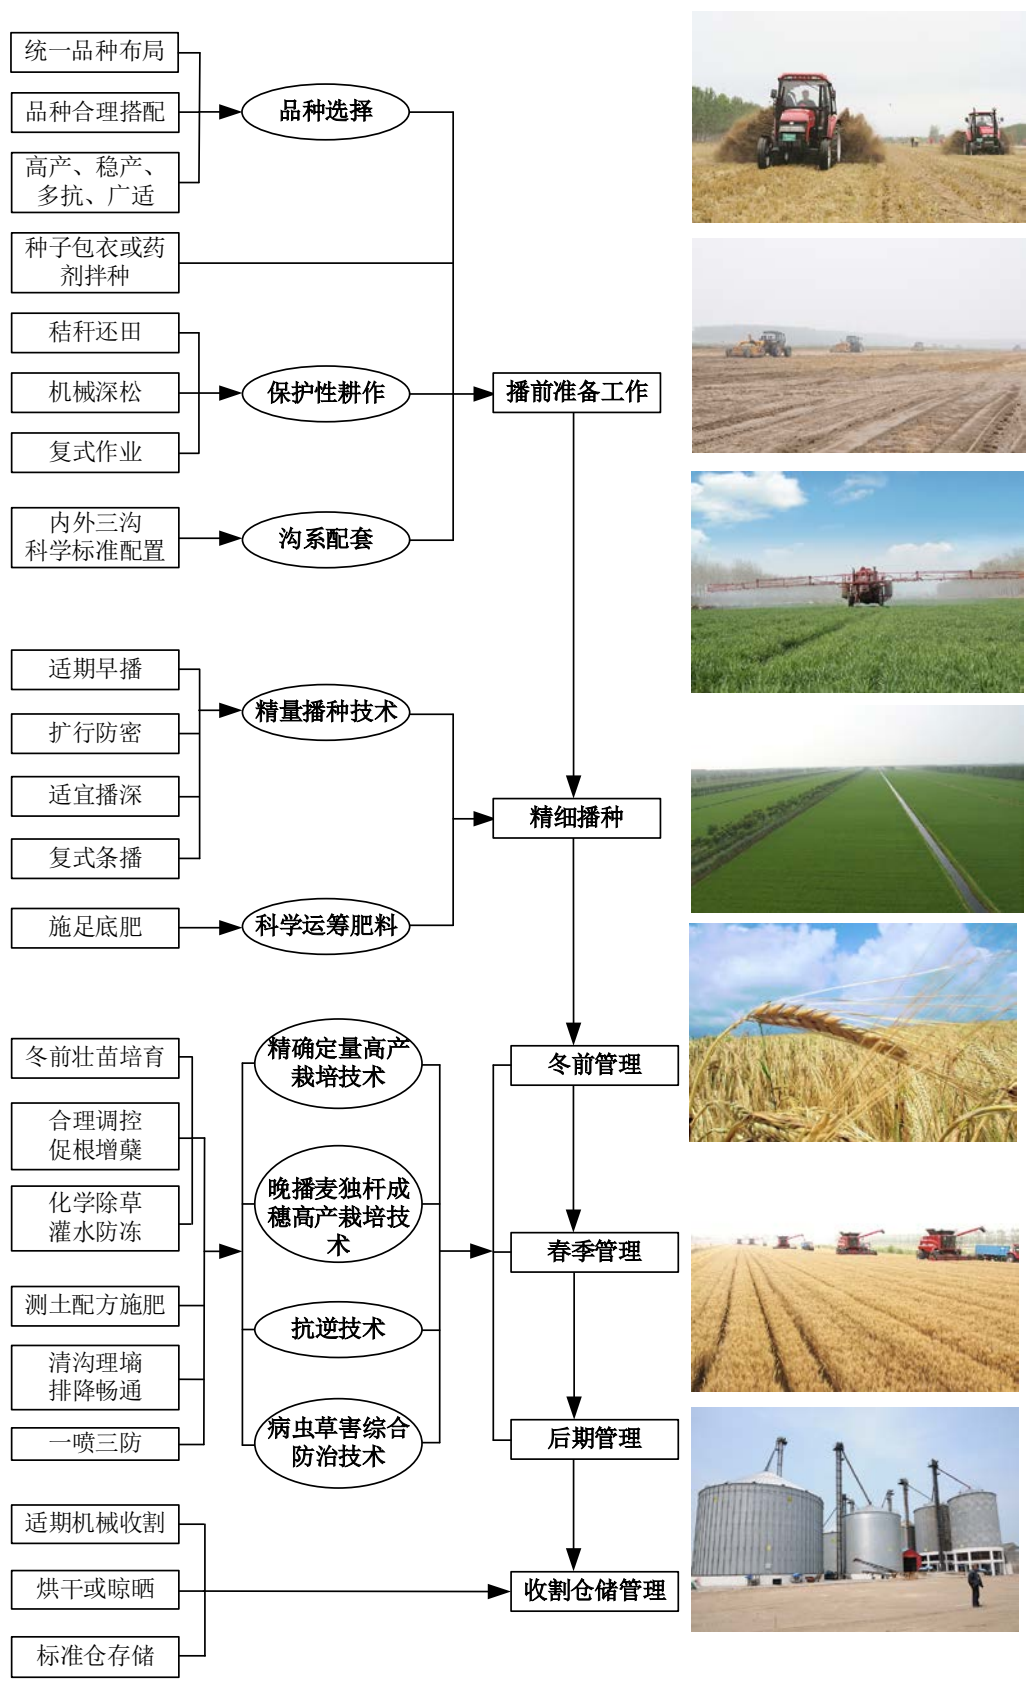 统一品种布局
品种合理搭配
品种选择
高产、稳产、
多抗、广适
种子包衣或药
剂拌种
秸秆还田
机械深松
保护性耕作
播前准备工作
复式作业
内外三沟
科学标准配置
沟系配套
适期早播
扩行防密
精量播种技术
适宜播深
精细播种
复式条播
施足底肥
科学运筹肥料
冬前壮苗培育
精确定量高产
栽培技术
冬前管理
合理调控
促根增蘖
化学除草
灌水防冻
晚播麦独杆成
穗高产栽培技
术
春季管理
测土配方施肥
抗逆技术
清沟理墒
排降畅通
一喷三防
病虫草害综合
防治技术
后期管理
适期机械收割
烘干或晾晒
收割仓储管理
标准仓存储